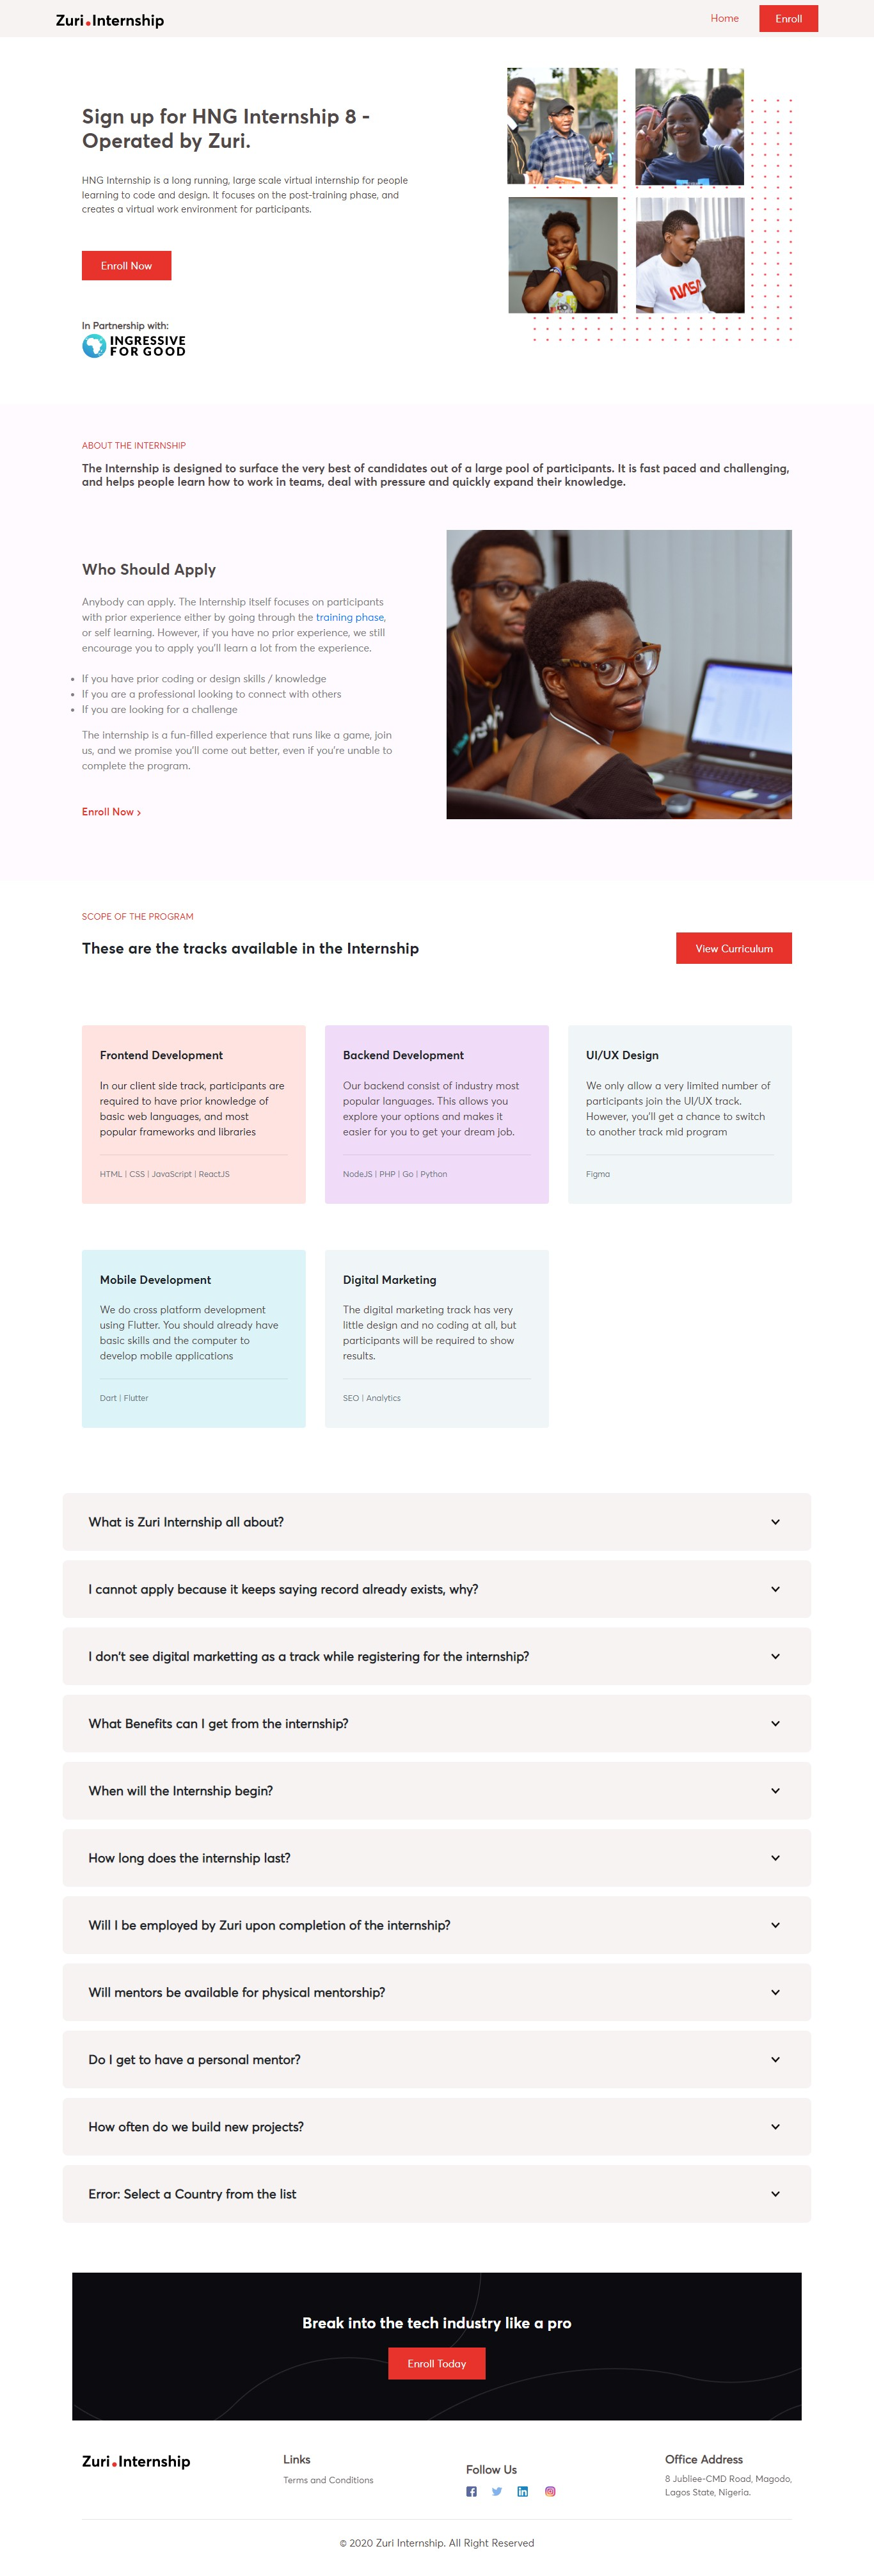 Zuri.Internship
Home
Enroll
Sign up for HNG Internship 8 -
Operated by Zuri.
HNG Internship is a long running, large scale virtual internship for people
learning to code and design. It focuses on the post-training phase, and
creates a virtual work environment for participants.
Enroll Now
NASA
In Partnership with:
INGRESSIVE
FOR GOOD
ABOUT THE INTERNSHIP
The Internship is designed to surface the very best of candidates out of a large pool of participants. It is fast paced and challenging,
and helps people learn how to work in teams, deal with pressure and quickly expand their knowledge.
Who Should Apply
Anybody can apply. The Internship itself focuses on participants
with prior experience either by going through the training phase,
or self learning. However, if you have no prior experience, we still
encourage you to apply you'll learn a lot from the experience.
• If you have prior coding or design skills / knowledge
• If you are a professional looking to connect with others
• If you are looking for a challenge
The internship is a fun-filled experience that runs like a game, join
us, and we promise you'll come out better, even if you're unable to
complete the program.
Enroll Now ›
SCOPE OF THE PROGRAM
These are the tracks available in the Internship
View Curriculum
Frontend Development
In our client side track, participants are
required to have prior knowledge of
basic web languages, and most
popular frameworks and libraries
HTML | CSS | JavaScript | ReactJS
Backend Development
Our backend consist of industry most
popular languages. This allows you
explore your options and makes it
easier for you to get your dream job.
NodeJS | PHP | Go | Python
UI/UX Design
We only allow a very limited number of
participants join the UI/UX track.
However, you'll get a chance to switch
to another track mid program
Figma
Mobile Development
We do cross platform development
using Flutter. You should already have
basic skills and the computer to
develop mobile applications
Dart | Flutter
Digital Marketing
The digital marketing track has very
little design and no coding at all, but
participants will be required to show
results.
SEO | Analytics
What is Zuri Internship all about?
I cannot apply because it keeps saying record already exists, why?
I don't see digital marketting as a track while registering for the internship?
What Benefits can I get from the internship?
When will the Internship begin?
How long does the internship last?
Will I be employed by Zuri upon completion of the internship?
Will mentors be available for physical mentorship?
Do I get to have a personal mentor?
How often do we build new projects?
Error: Select a Country from the list
Break into the tech industry like a pro
Enroll Today
Zuri.Internship
Links
Terms and Conditions
Follow Us
Office Address
8 Jubliee-CMD Road, Magodo,
Lagos State, Nigeria.
© 2020 Zuri Internship. All Right Reserved